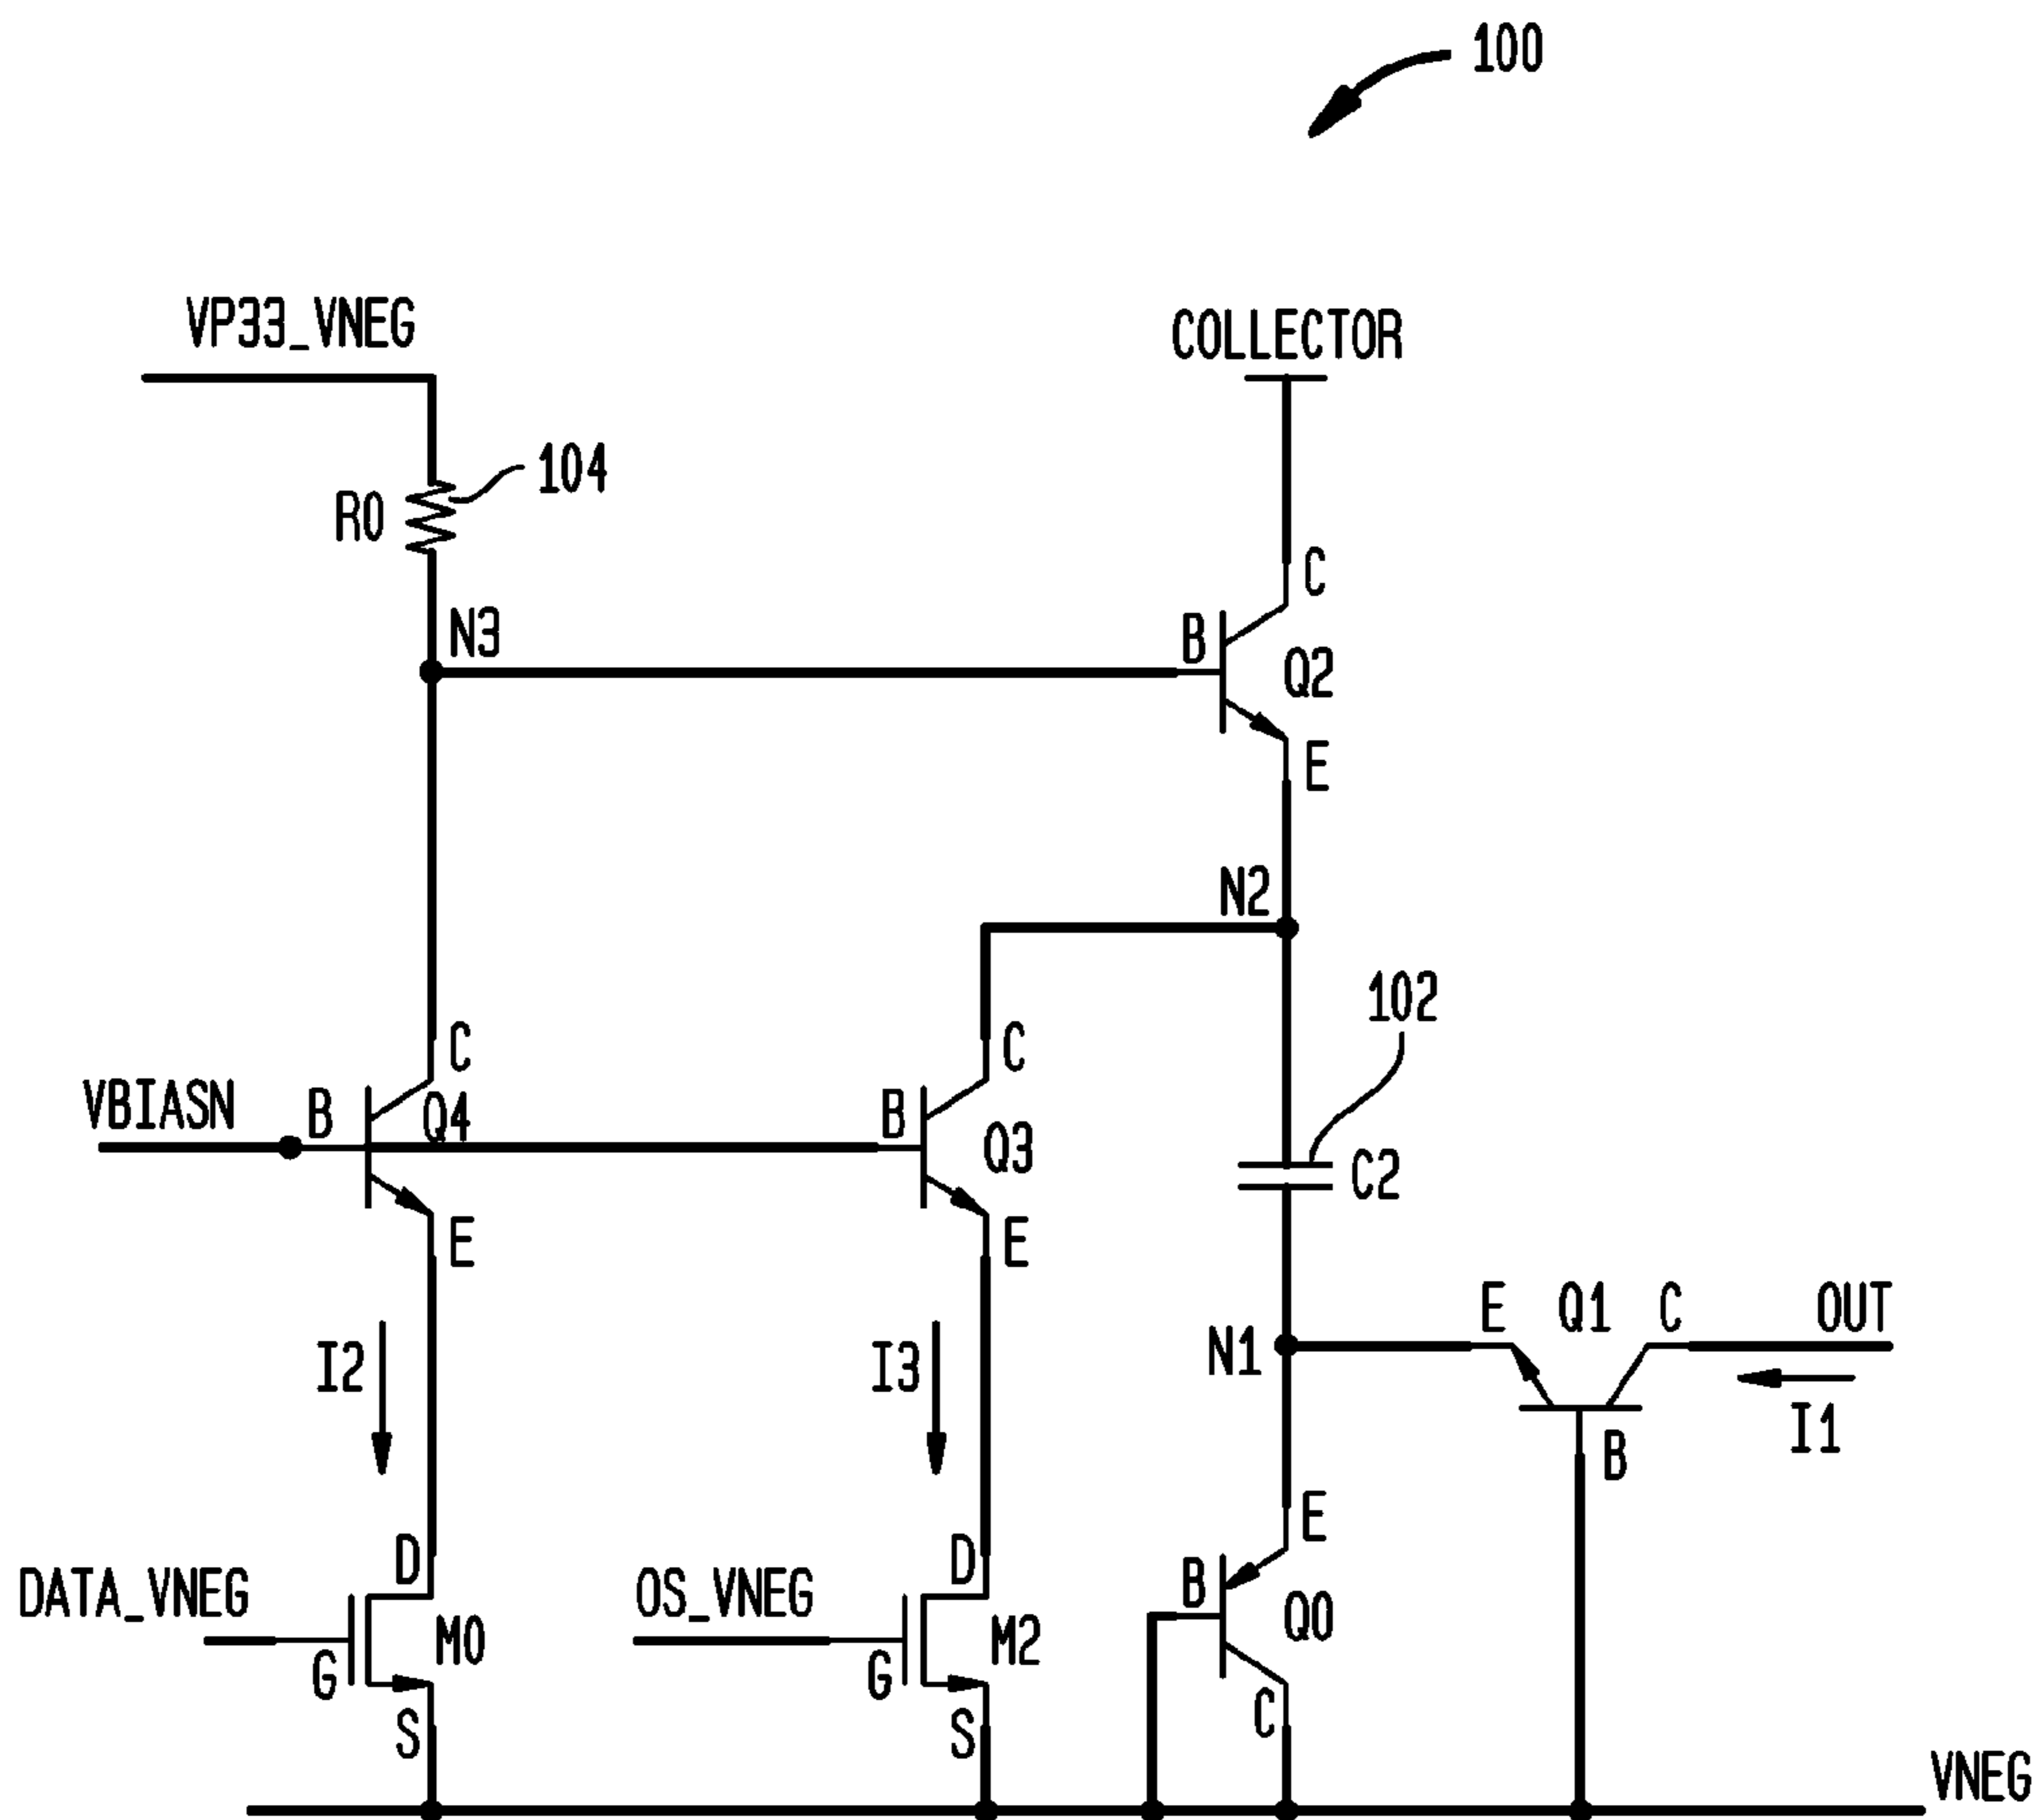 100
VP33_VNEG
COLLECTOR
104
R0
C
N3
B
Q2
E
N2
102
C
C
VBIASN
B
Q4
B
Q3
C2
E
E
E
Q1
C
OUT
I2
I3
N1
I1
B
E
D
D
B
DATA_VNEG
OS_VNEG
Q0
M0
M2
G
G
C
S
S
VNEG